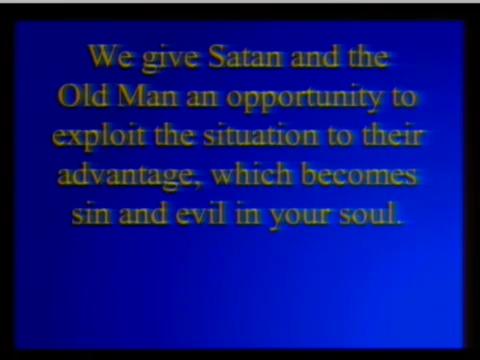 We give Satan and the
Old Man an opportunity to
exploit the situation to their
advantage, which becomes
sin and evil in your soul.